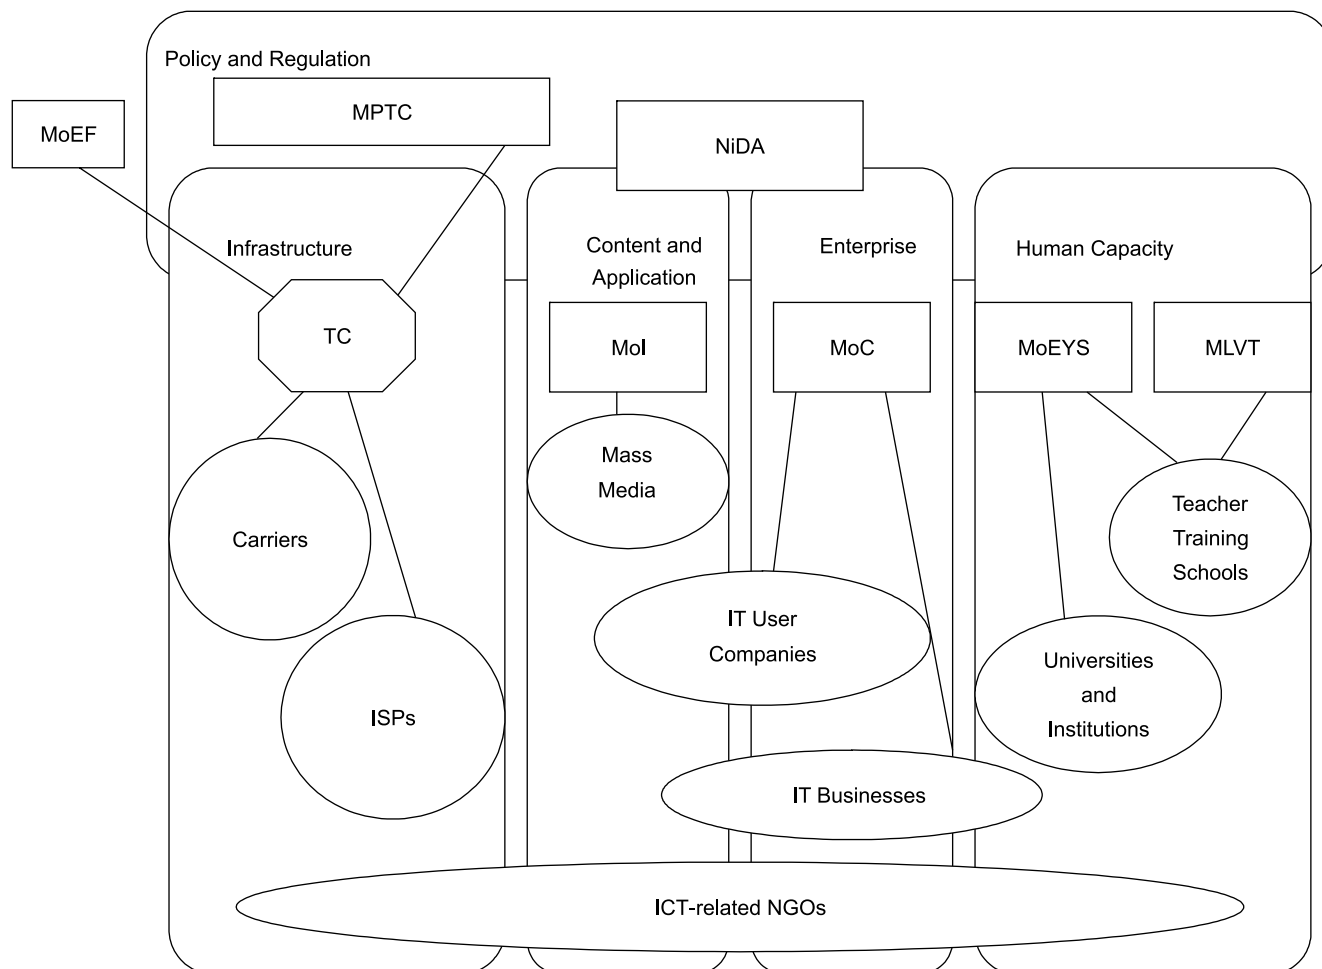 Policy and Regulation
MoEF
MPTC
NiDA
Infrastructure
Content and
Application
Enterprise
Human Capacity
TC
MoI
MoC
MoEYS
MLVT
Mass
Media
Carriers
Teacher
Training
Schools
IT User
Companies
Universities
and
Institutions
ISPs
IT Businesses
ICT-related NGOs